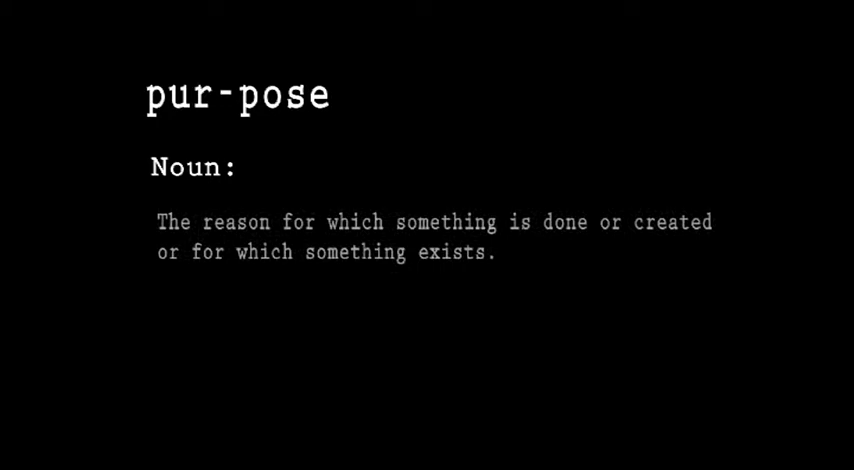 pur-pose
Noun:
The reason for which something is done or created
or for which something exists.